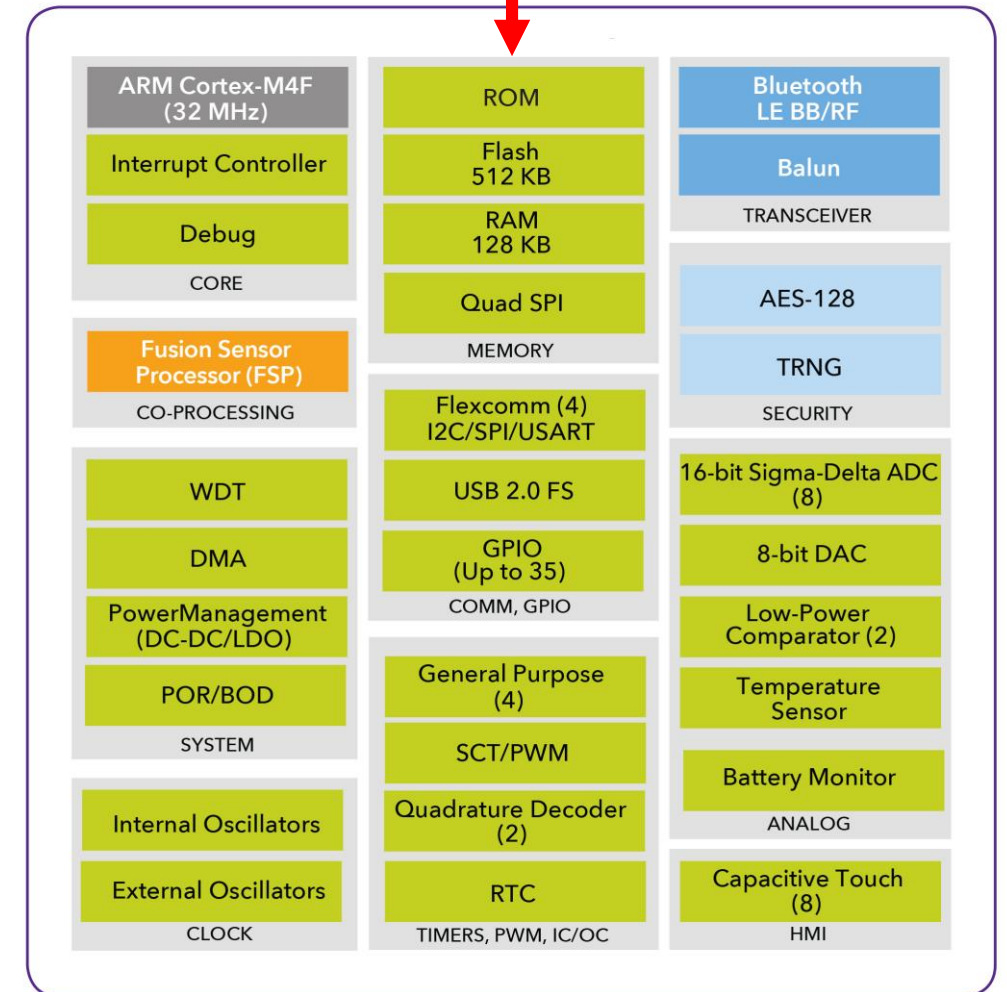 ARM Cortex-M4F
(32 MHz)
Interrupt Controller
Debug
CORE
Fusion Sensor
Processor (FSP)
CO-PROCESSING
WDT
DMA
PowerManagement
(DC-DC/LDO)
POR/BOD
SYSTEM
Internal Oscillators
External Oscillators
CLOCK
ROM
Flash
512 KB
RAM
128 KB
Quad SPI
MEMORY
Flexcomm (4)
I2C/SPI/USART
USB 2.0 FS
GPIO
(Up to 35)
COMM, GPIO
General Purpose
(4)
SCT/PWM
Quadrature Decoder
(2)
RTC
TIMERS, PWM, IC/OC
Bluetooth
LE BB/RF
Balun
TRANSCEIVER
AES-128
TRNG
SECURITY
16-bit Sigma-Delta ADC
(8)
8-bit DAC
Low-Power
Comparator (2)
Temperature
Sensor
Battery Monitor
ANALOG
Capacitive Touch
(8)
HMI